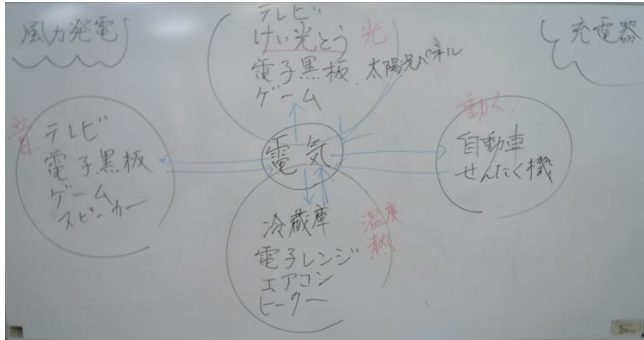 風力発電
テレビ
けい光とう 光
電子黒板 太陽光パネル
ゲーム
充電器
音
テレビ
電子黒板
ゲーム
スピーカー
電気
動く
自動車
せんたく機
冷蔵庫
電子レンジ
エアコン
ヒーター
温度
熱